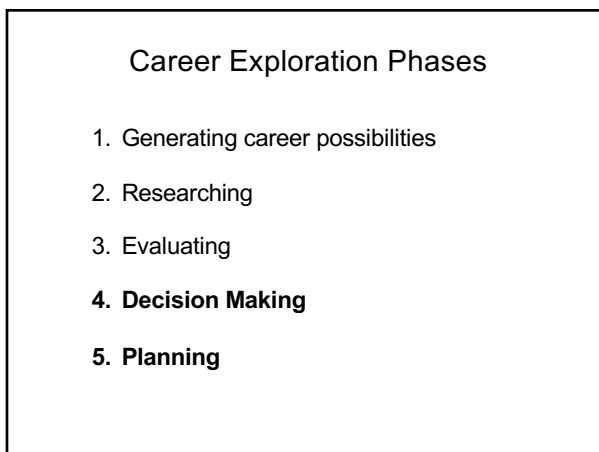 Career Exploration Phases
1. Generating career possibilities
2. Researching
3. Evaluating
4. Decision Making
5. Planning